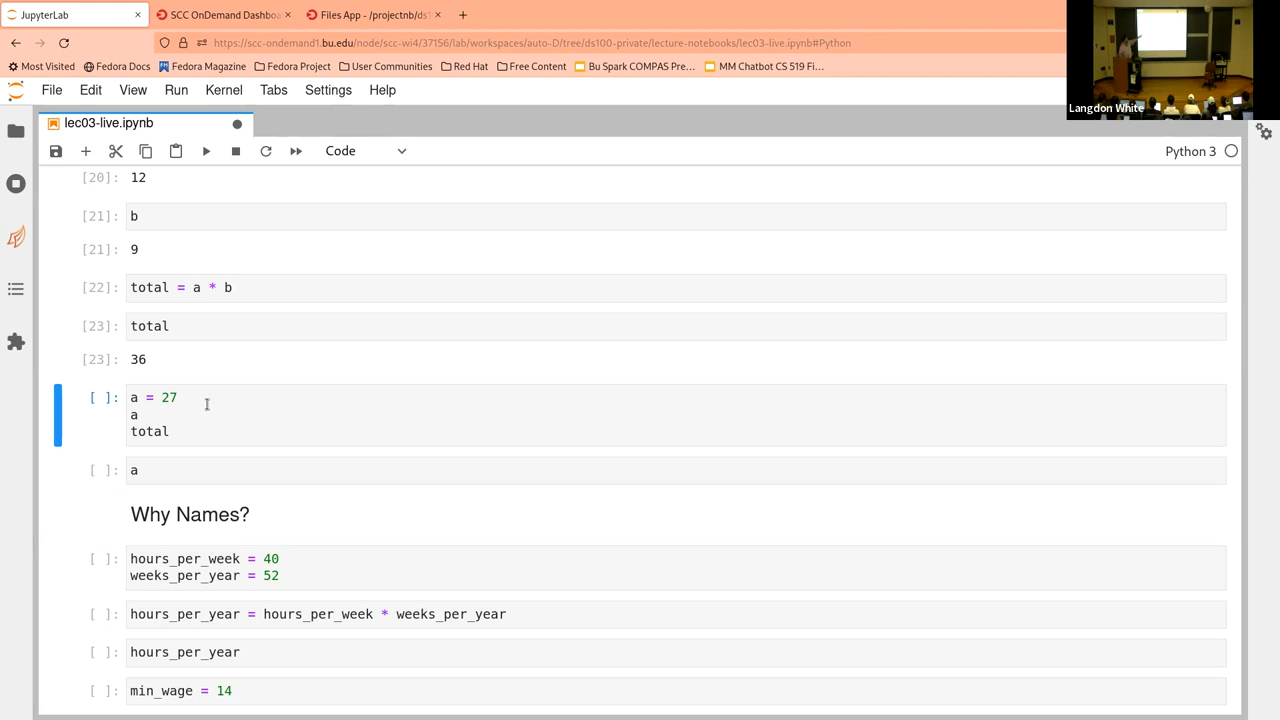 JupyterLab
SCC OnDemand Dashboa
Files App - /projectnb/ds1
https://scc-ondemand1.bu.edu/node/scc-wi4/37156/lab/workspaces/auto-D/tree/ds100-private/lecture-notebooks/lec03-live.ipynb#Python
Most Visited Fedora Docs Fedora Magazine Fedora Project User Communities Red Hat Free Content Bu Spark COMPAS Pre... MM Chatbot CS 519 Fi...
Langdon White
File Edit View Run Kernel Tabs Settings Help
lec03-live.ipynb
Code
Python 3
[20]: 12
[21]: b
[21]: 9
[22]: total = a * b
[23]: total
[23]: 36
[ ]: a = 27
a
total
[ ]: a
Why Names?
[ ]: hours_per_week = 40
weeks_per_year = 52
[ ]: hours_per_year = hours_per_week * weeks_per_year
[ ]: hours_per_year
[ ]: min_wage = 14